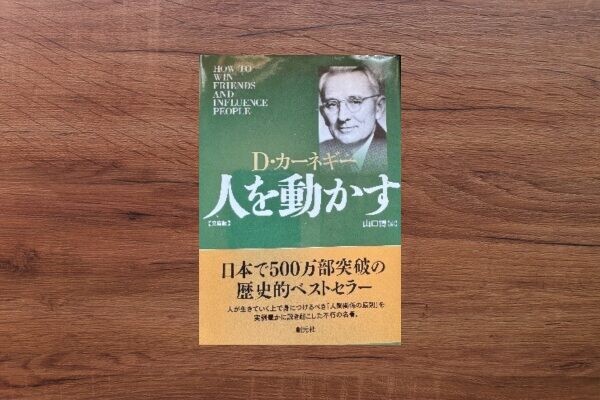 HOW TO
WIN
FRIENDS
AND
INFLUENCE
PEOPLE
D・カーネギー
人を動かす
【文庫版】
山口博［訳］
日本で500万部突破の
歴史的ベストセラー
人が生きていく上で身につけるべき「人間関係の原則」を
実例豊かに説き起こした不朽の名著。
創元社